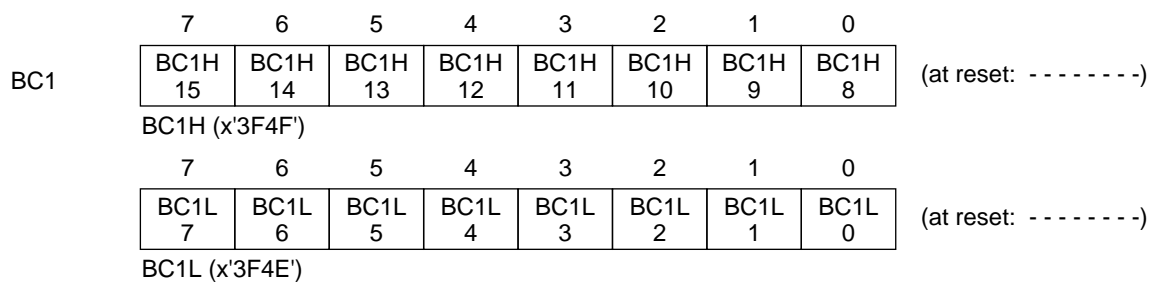 7 6 5 4 3 2 1 0
BC1
BC1H 15 BC1H 14 BC1H 13 BC1H 12 BC1H 11 BC1H 10 BC1H 9 BC1H 8
(at reset: - - - - - - - -)
BC1H (x'3F4F')
7 6 5 4 3 2 1 0
BC1L 7 BC1L 6 BC1L 5 BC1L 4 BC1L 3 BC1L 2 BC1L 1 BC1L 0
(at reset: - - - - - - - -)
BC1L (x'3F4E')